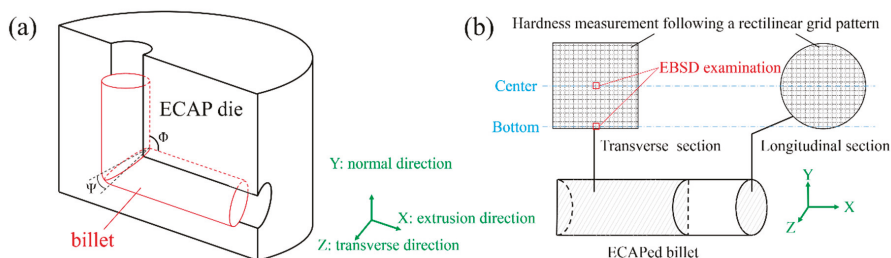 (a)
ECAP die
Φ
Ψ
billet
Y: normal direction
X: extrusion direction
Z: transverse direction
(b)
Hardness measurement following a rectilinear grid pattern
EBSD examination
Center
Bottom
Transverse section
Longitudinal section
Y
X
Z
ECAPed billet